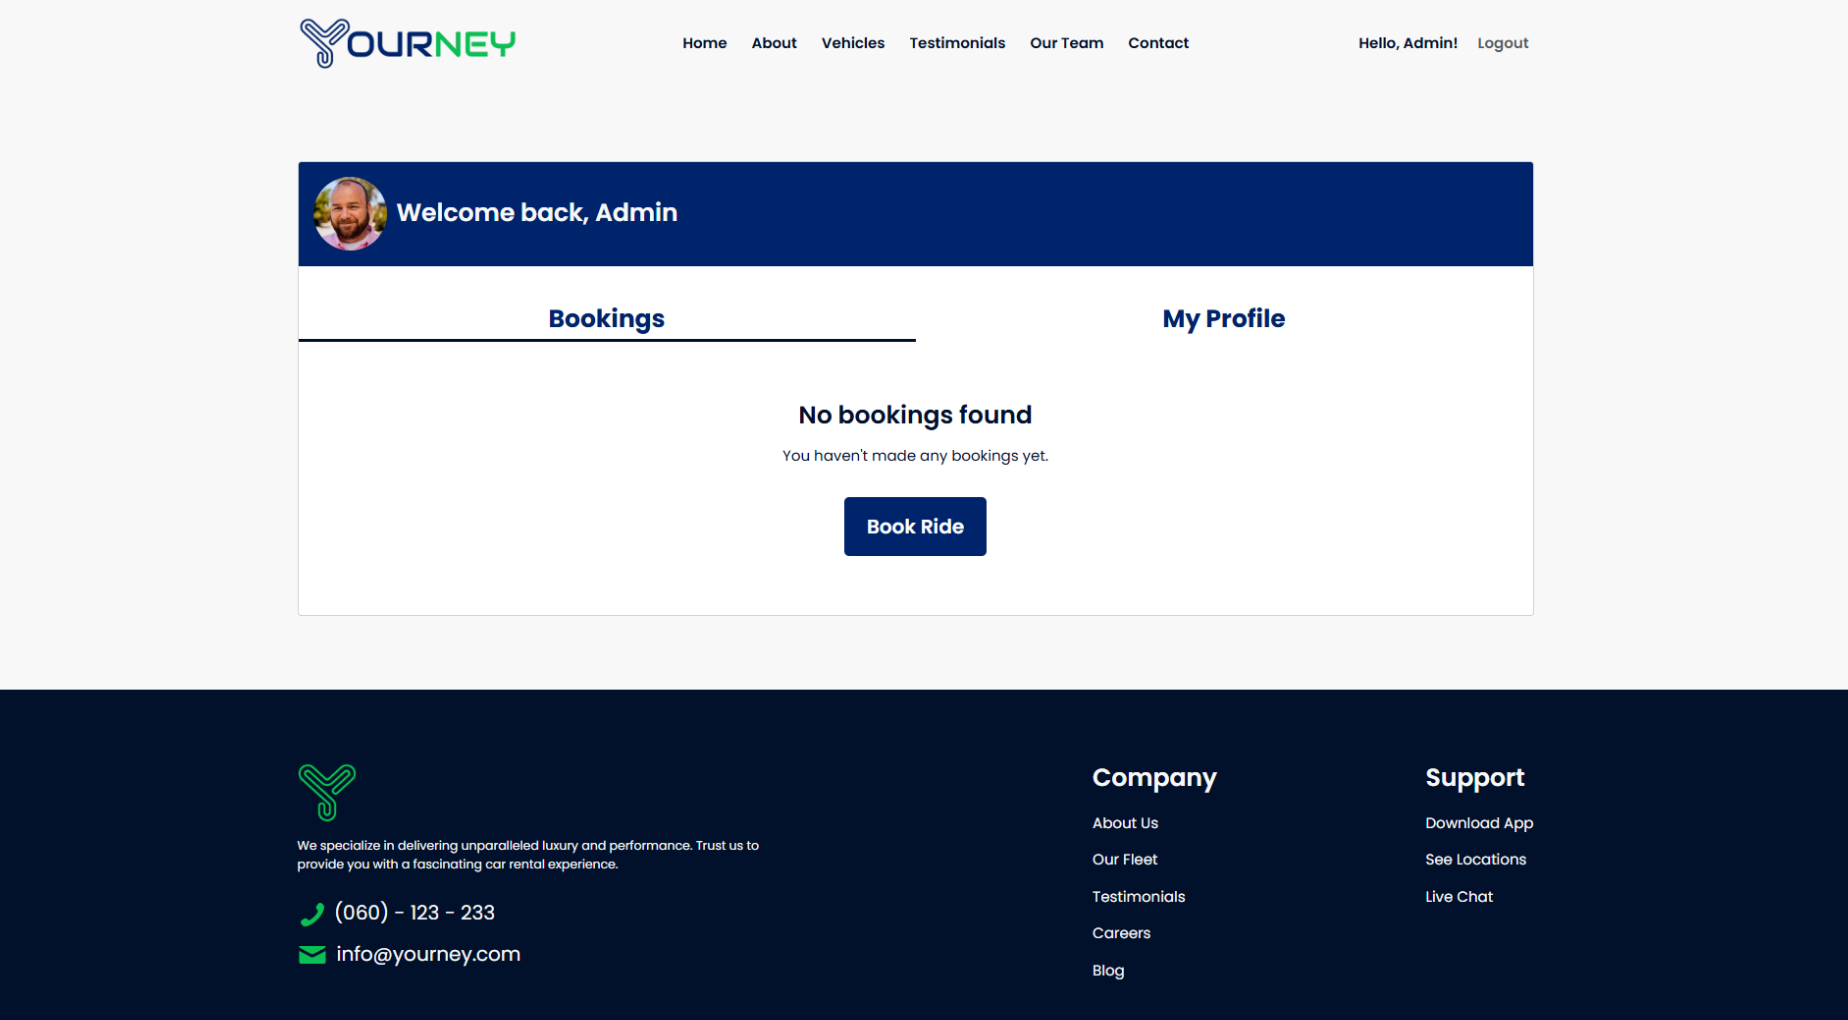 YOURNEY
Home About Vehicles Testimonials Our Team Contact
Hello, Admin! Logout
Welcome back, Admin
Bookings My Profile
No bookings found
You haven't made any bookings yet.
Book Ride
We specialize in delivering unparalleled luxury and performance. Trust us to
provide you with a fascinating car rental experience.
(060) - 123 - 233
info@yourney.com
Company
About Us
Our Fleet
Testimonials
Careers
Blog
Support
Download App
See Locations
Live Chat